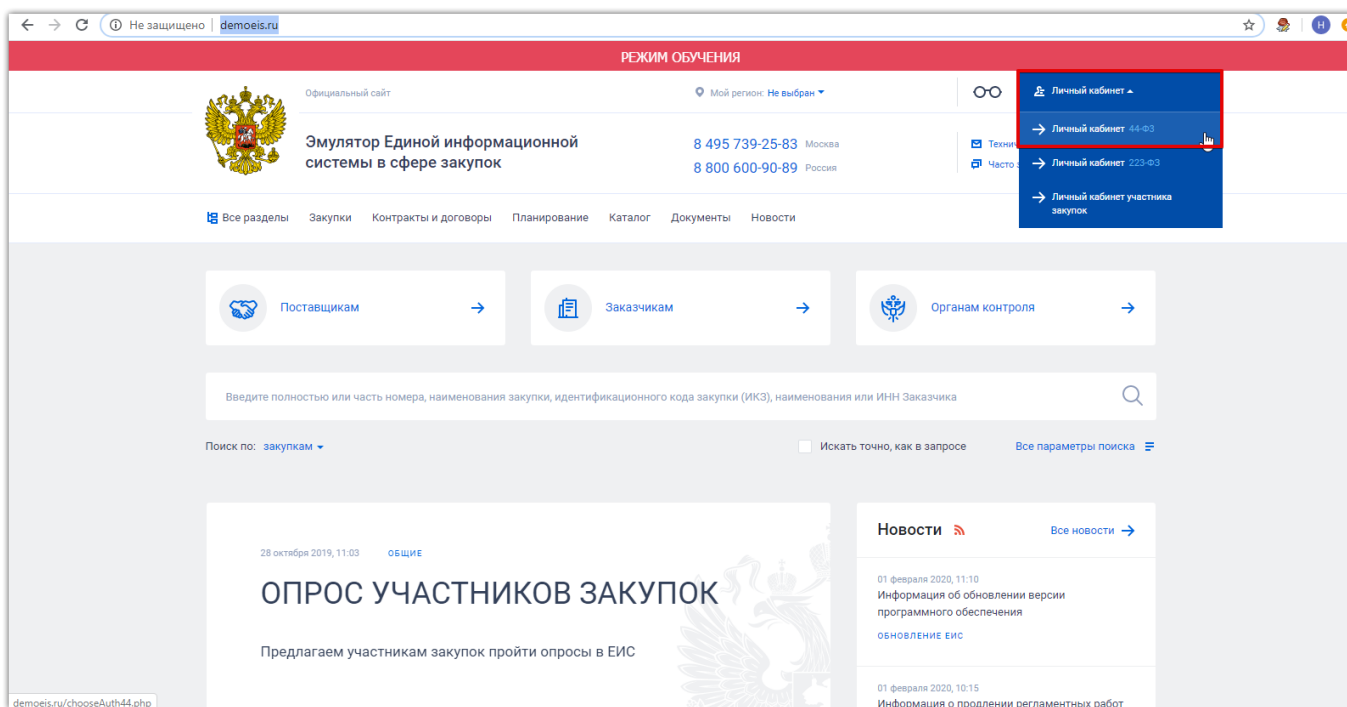 Не защищено | demoeis.ru
Н
РЕЖИМ ОБУЧЕНИЯ
Официальный сайт
Мой регион: Не выбран
Личный кабинет
Эмулятор Единой информационной
системы в сфере закупок
8 495 739-25-83 Москва
8 800 600-90-89 Россия
Часто
Личный кабинет 44-ФЗ
Личный кабинет 223-ФЗ
Личный кабинет участника
закупок
Все разделы Закупки Контракты и договоры Планирование Каталог Документы Новости
Поставщикам
Заказчикам
Органам контроля
Введите полностью или часть номера, наименования закупки, идентификационного кода закупки (ИКЗ), наименования или ИНН Заказчика
Поиск по: закупкам
Искать точно, как в запросе
Все параметры поиска
28 октября 2019, 11:03 ОБЩИЕ
ОПРОС УЧАСТНИКОВ ЗАКУПОК
Предлагаем участникам закупок пройти опросы в ЕИС
Новости
Все новости
01 февраля 2020, 11:10
Информация об обновлении версии
программного обеспечения
ОБНОВЛЕНИЕ ЕИС
01 февраля 2020, 10:15
Информация о продлении регламентных работ
demoeis.ru/chooseAuth44.php